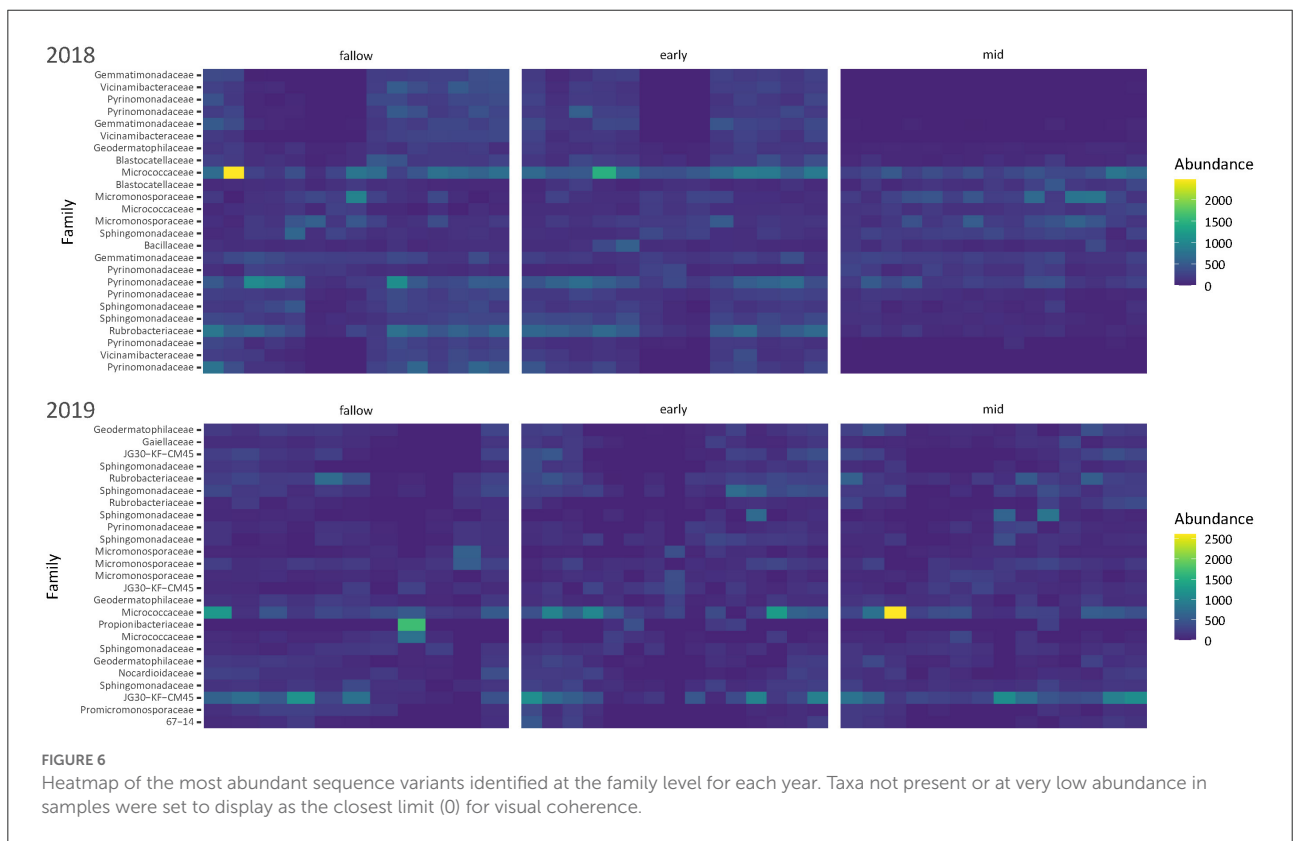 2018
fallow early mid
Gemmatimonadaceae
Vicinamibacteraceae
Pyrinomonadaceae
Pyrinomonadaceae
Gemmatimonadaceae
Vicinamibacteraceae
Geodermatophilaceae
Blastocatellaceae
Micrococcaceae
Blastocatellaceae
Micromonosporaceae
Micrococcaceae
Micromonosporaceae
Sphingomonadaceae
Bacillaceae
Gemmatimonadaceae
Pyrinomonadaceae
Pyrinomonadaceae
Pyrinomonadaceae
Sphingomonadaceae
Sphingomonadaceae
Rubrobacteriaceae
Pyrinomonadaceae
Vicinamibacteraceae
Pyrinomonadaceae
Family
Abundance
2000
1500
1000
500
0
2019
fallow early mid
Geodermatophilaceae
Gaiellaceae
JG30-KF-CM45
Sphingomonadaceae
Rubrobacteriaceae
Sphingomonadaceae
Rubrobacteriaceae
Sphingomonadaceae
Pyrinomonadaceae
Sphingomonadaceae
Micromonosporaceae
Micromonosporaceae
Micromonosporaceae
JG30-KF-CM45
Geodermatophilaceae
Micrococcaceae
Propionibacteriaceae
Micrococcaceae
Sphingomonadaceae
Geodermatophilaceae
Nocardioidaceae
Sphingomonadaceae
JG30-KF-CM45
Promicromonosporaceae
67-14
Family
Abundance
2500
2000
1500
1000
500
0
FIGURE 6
Heatmap of the most abundant sequence variants identified at the family level for each year. Taxa not present or at very low abundance in
samples were set to display as the closest limit (0) for visual coherence.